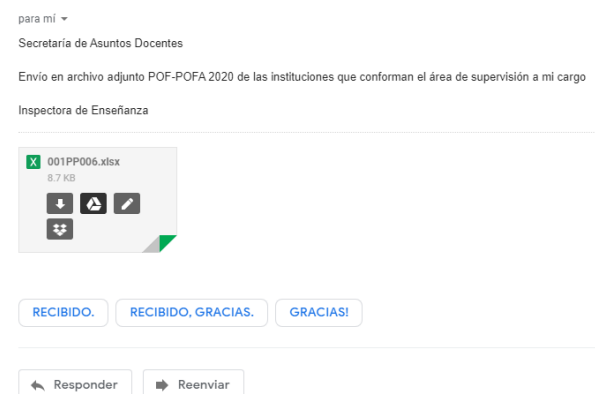 para mí
Secretaría de Asuntos Docentes
Envío en archivo adjunto POF-POFA 2020 de las instituciones que conforman el área de supervisión a mi cargo
Inspectora de Enseñanza
X 001PP006.xlsx
8.7 KB
RECIBIDO. RECIBIDO, GRACIAS. GRACIAS!
Responder Reenviar